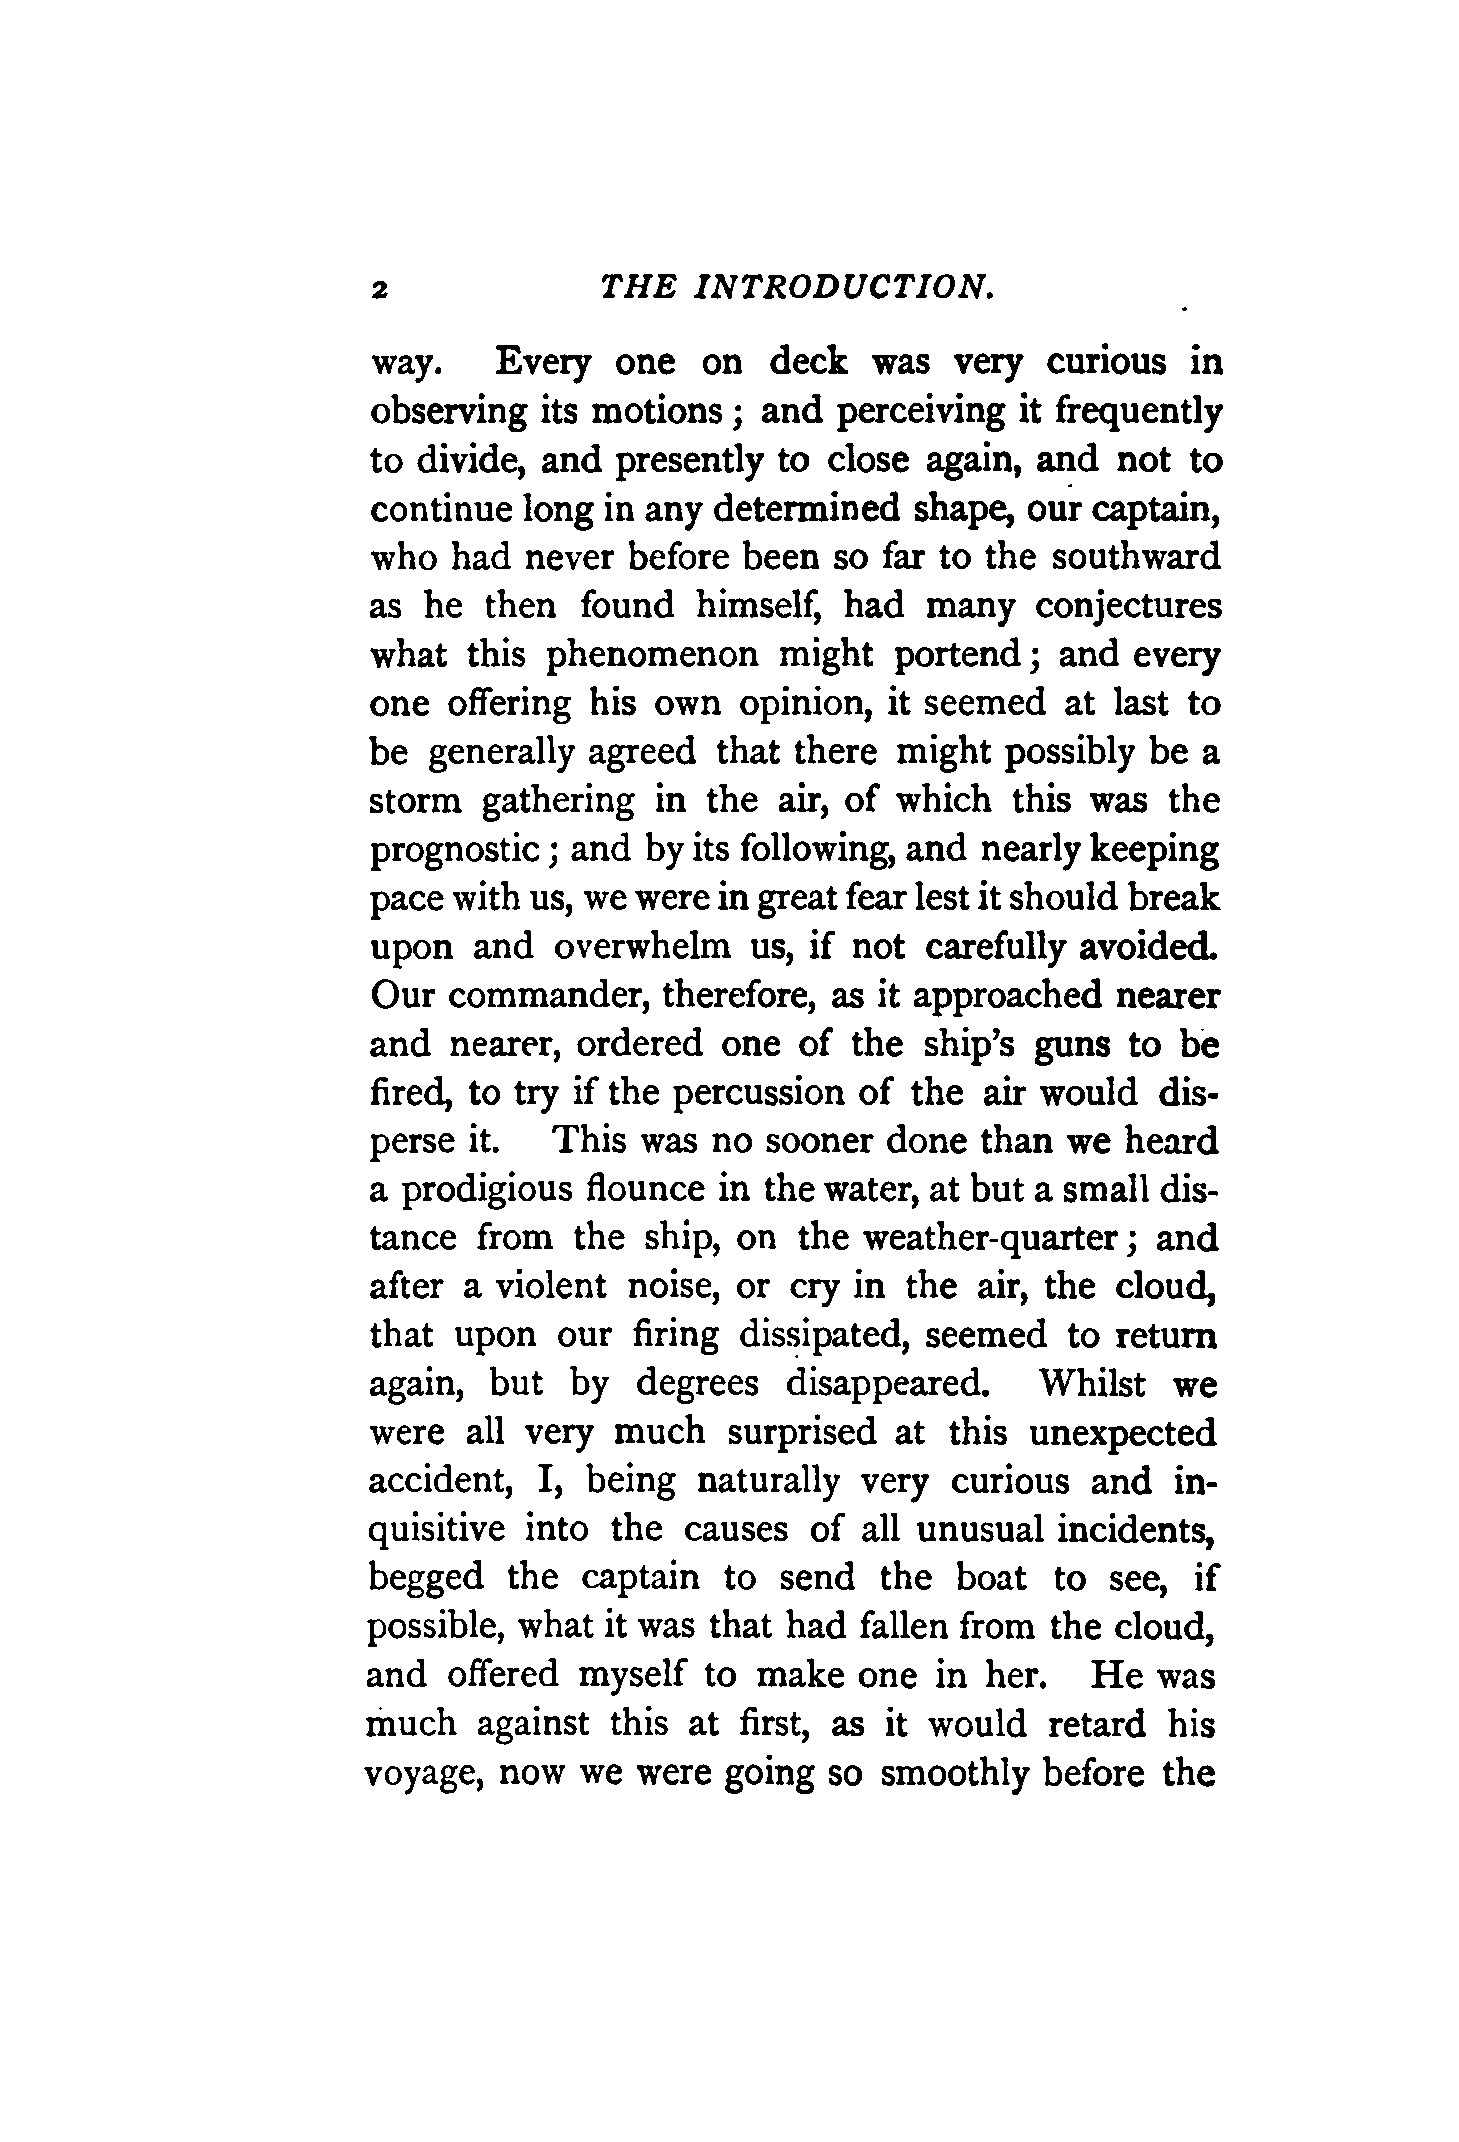 2 THE INTRODUCTION.
way. Every one on deck was very curious in
observing its motions ; and perceiving it frequently
to divide, and presently to close again, and not to
continue long in any determined shape, our captain,
who had never before been so far to the southward
as he then found himself, had many conjectures
what this phenomenon might portend ; and every
one offering his own opinion, it seemed at last to
be generally agreed that there might possibly be a
storm gathering in the air, of which this was the
prognostic ; and by its following, and nearly keeping
pace with us, we were in great fear lest it should break
upon and overwhelm us, if not carefully avoided.
Our commander, therefore, as it approached nearer
and nearer, ordered one of the ship's guns to be
fired, to try if the percussion of the air would dis-
perse it. This was no sooner done than we heard
a prodigious flounce in the water, at but a small dis-
tance from the ship, on the weather-quarter ; and
after a violent noise, or cry in the air, the cloud,
that upon our firing dissipated, seemed to return
again, but by degrees disappeared. Whilst we
were all very much surprised at this unexpected
accident, I, being naturally very curious and in-
quisitive into the causes of all unusual incidents,
begged the captain to send the boat to see, if
possible, what it was that had fallen from the cloud,
and offered myself to make one in her. He was
much against this at first, as it would retard his
voyage, now we were going so smoothly before the